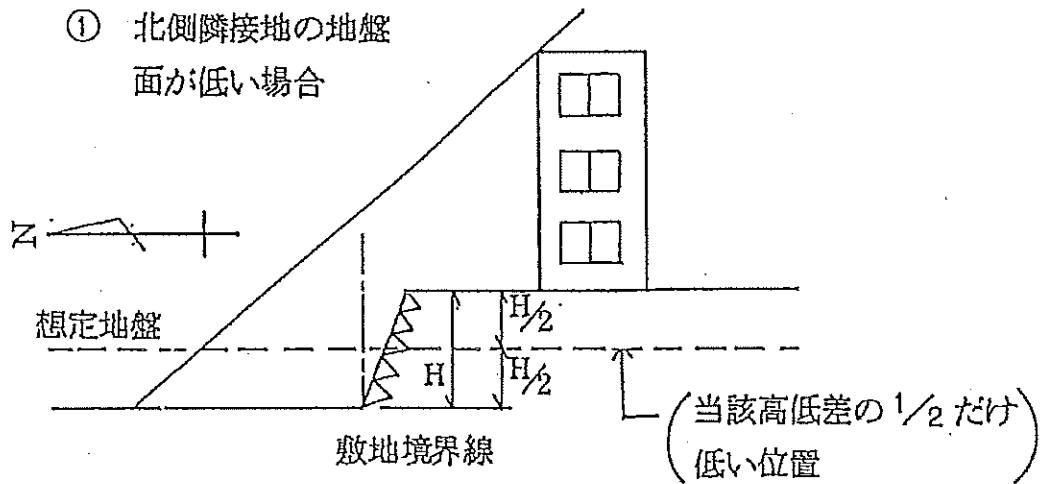 ① 北側隣接地の地盤
面が低い場合
N
想定地盤
H/2
H
H/2
(当該高低差の1/2だけ
低い位置)
敷地境界線